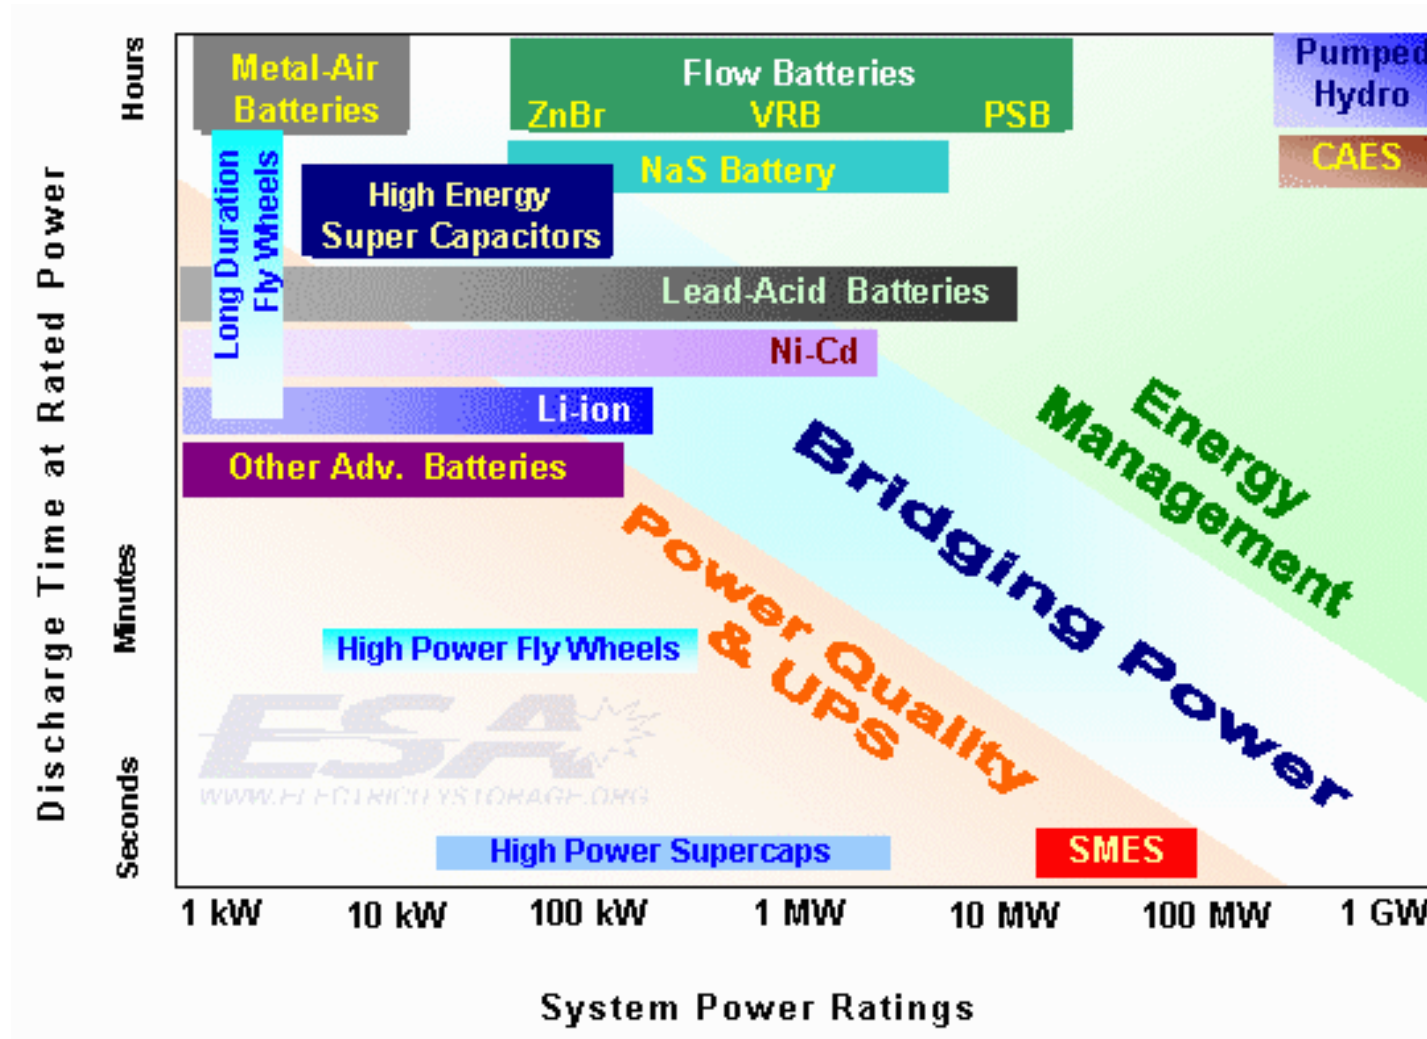 Hours
Minutes
Seconds
Discharge Time at Rated Power
Metal-Air
Batteries
Flow Batteries
ZnBr VRB PSB
Pumped
Hydro
CAES
NaS Battery
Long Duration
Fly Wheels
High Energy
Super Capacitors
Lead-Acid Batteries
Ni-Cd
Li-ion
Other Adv. Batteries
Energy
Management
Bridging Power
Power Quality
& UPS
High Power Fly Wheels
ESA
WWW.ELECTRICITYSTORAGE.ORG
High Power Supercaps
SMES
1 kW 10 kW 100 kW 1 MW 10 MW 100 MW 1 GW
System Power Ratings